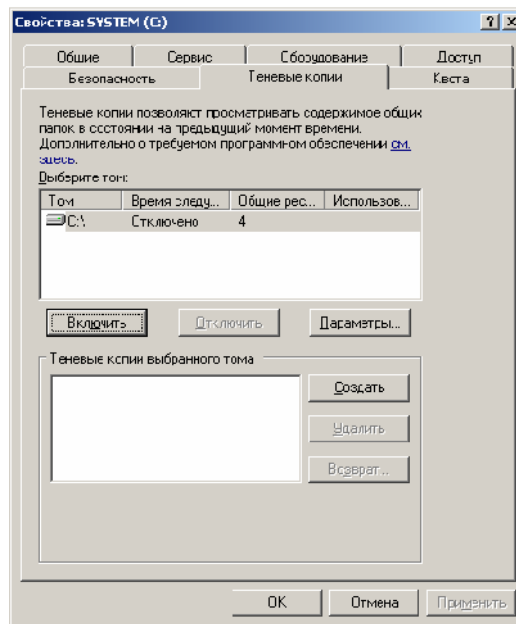 Свойства: SYSTEM (C:)
Общие Сервис Оборудование Доступ
Безопасность Теневые копии Квота
Теневые копии позволяют просматривать содержимое общих
папок в состоянии на предыдущий момент времени.
Дополнительно о требуемом программном обеспечении см.
здесь.
Выберите том:
Том Время следу... Общие рес... Использов...
C:\ Отключено 4
Включить Отключить Параметры...
Теневые копии выбранного тома
Создать
Удалить
Возврат...
OK Отмена Применить